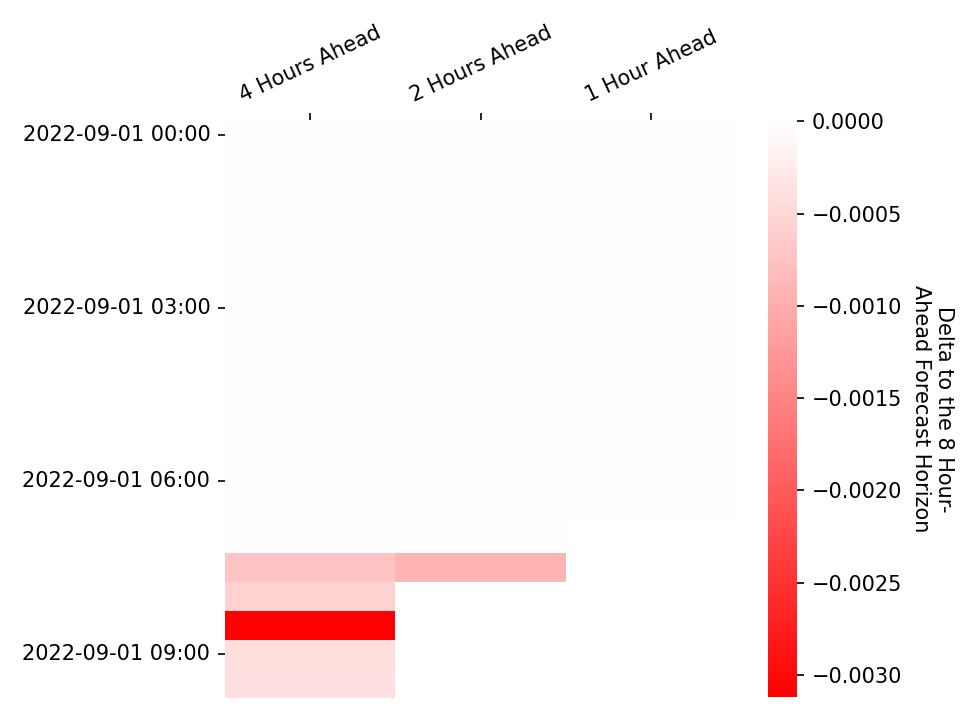 4 Hours Ahead
2 Hours Ahead
1 Hour Ahead
2022-09-01 00:00
2022-09-01 03:00
2022-09-01 06:00
2022-09-01 09:00
0.0000
−0.0005
−0.0010
−0.0015
−0.0020
−0.0025
−0.0030
Delta to the 8 Hour-
Ahead Forecast Horizon